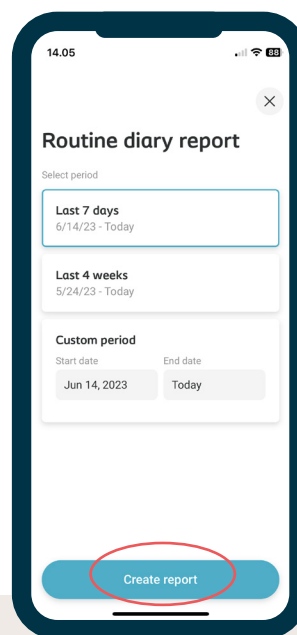 14.05
88
Routine diary report
Select period
Last 7 days
6/14/23 - Today
Last 4 weeks
5/24/23 - Today
Custom period
Start date End date
Jun 14, 2023 Today
Create report